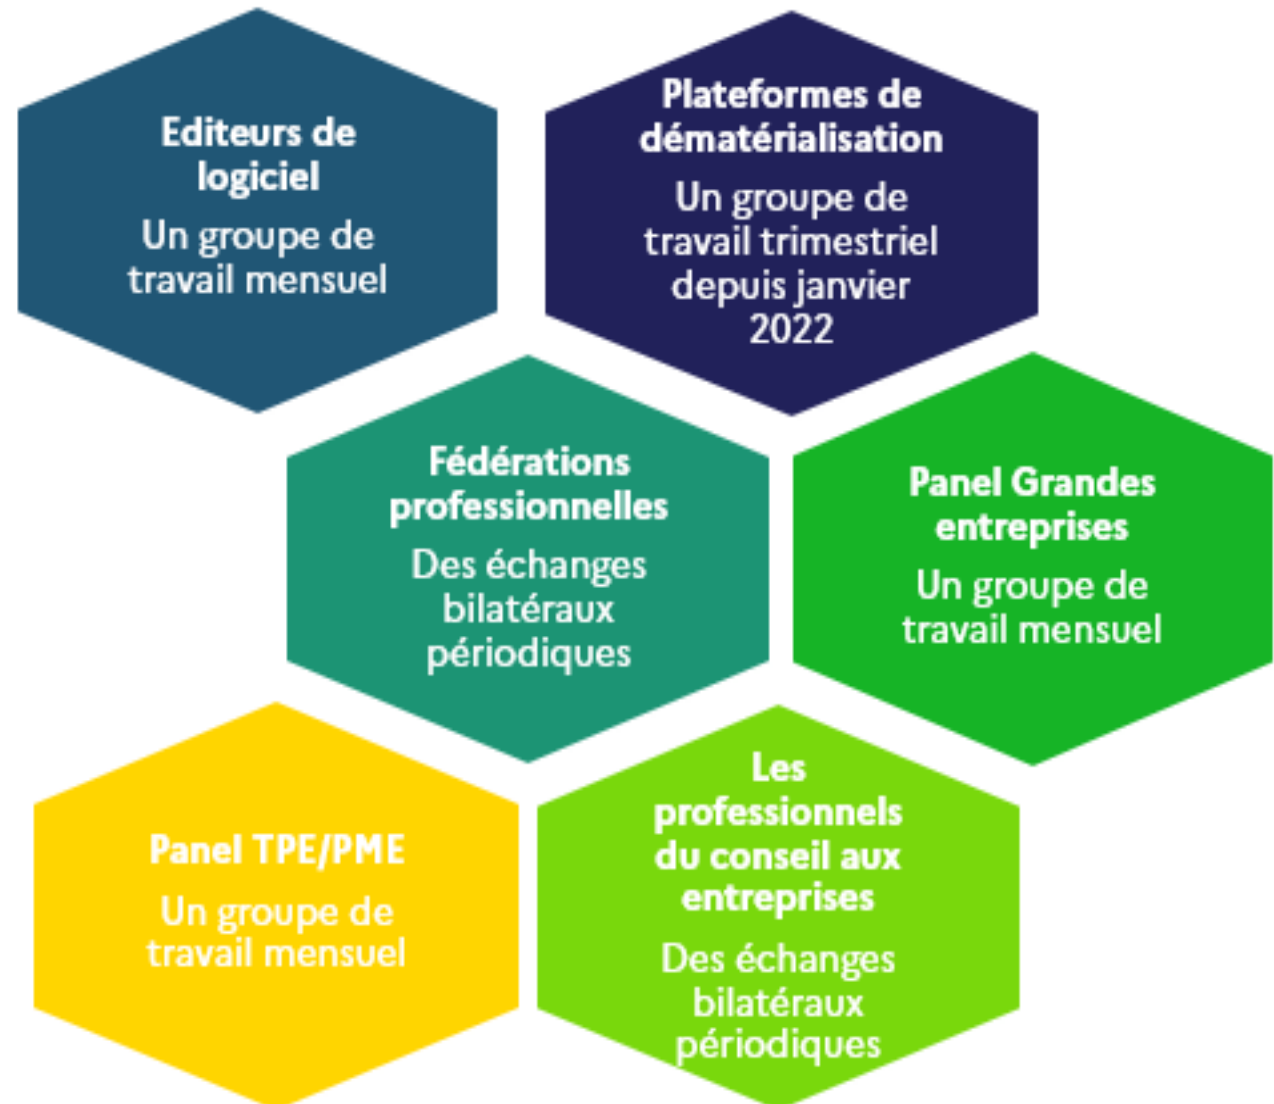 Editeurs de
logiciel
Un groupe de
travail mensuel
Plateformes de
dématérialisation
Un groupe de
travail trimestriel
depuis janvier
2022
Fédérations
professionnelles
Des échanges
bilatéraux
périodiques
Panel Grandes
entreprises
Un groupe de
travail mensuel
Panel TPE/PME
Un groupe de
travail mensuel
Les
professionnels
du conseil aux
entreprises
Des échanges
bilatéraux
périodiques